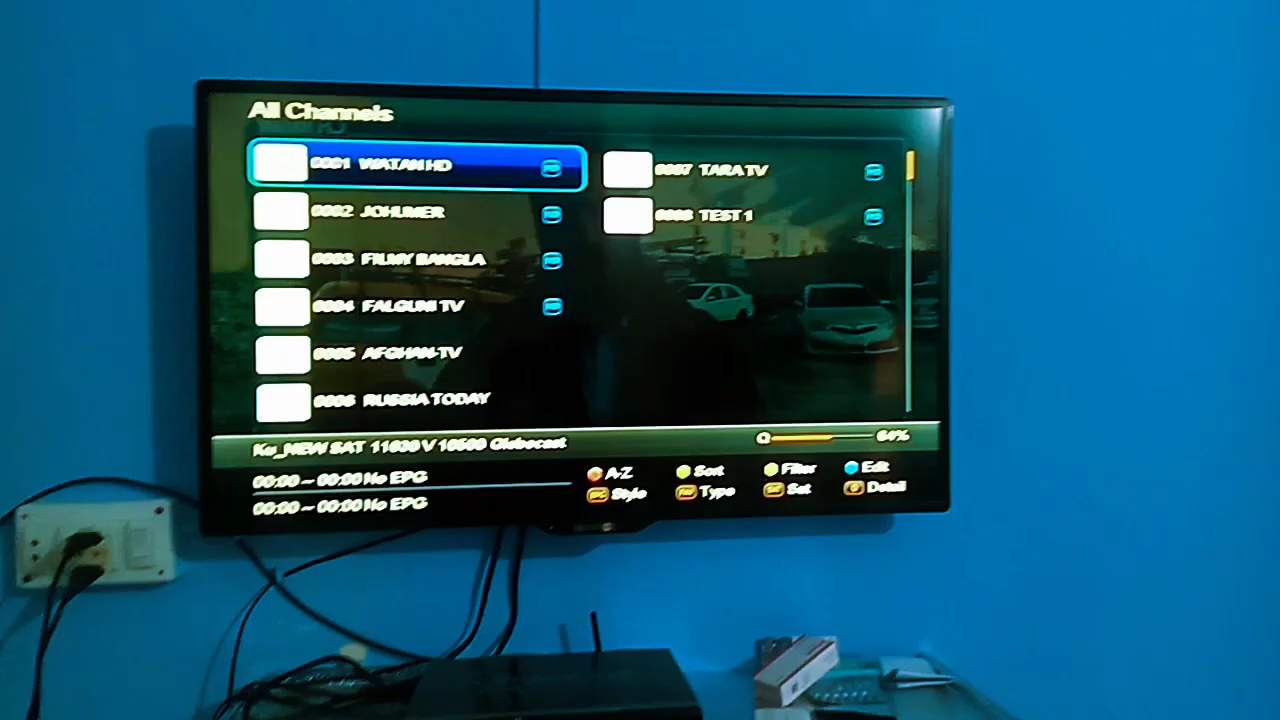 All Channels
0001 WATAN HD
0002 JOHUMER
0003 FILMY BANGLA
0004 FALGUNI TV
0005 AFGHAN-TV
0006 RUSSIA TODAY
0007 TARA TV
0008 TEST 1
Ku_NEW SAT 11630 V 10500 Globecast
Q 64%
00:00 ~ 00:00 No EPG
00:00 ~ 00:00 No EPG
A-Z Sort Filter Edit
Style Type Sat Detail